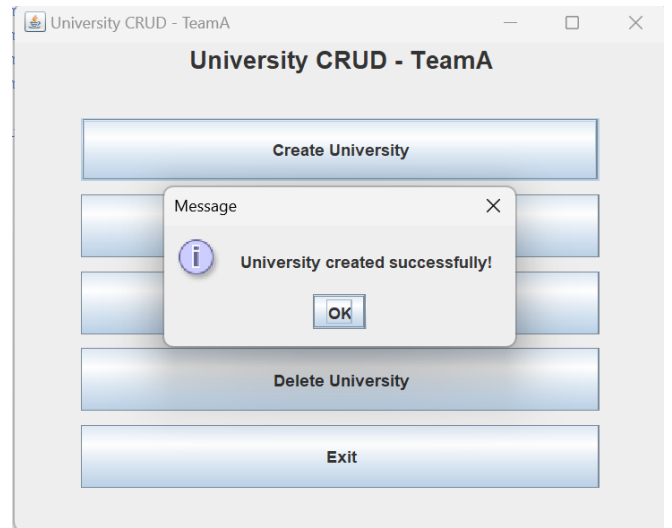 University CRUD - TeamA
University CRUD - TeamA
Create University
Message
University created successfully!
OK
Delete University
Exit